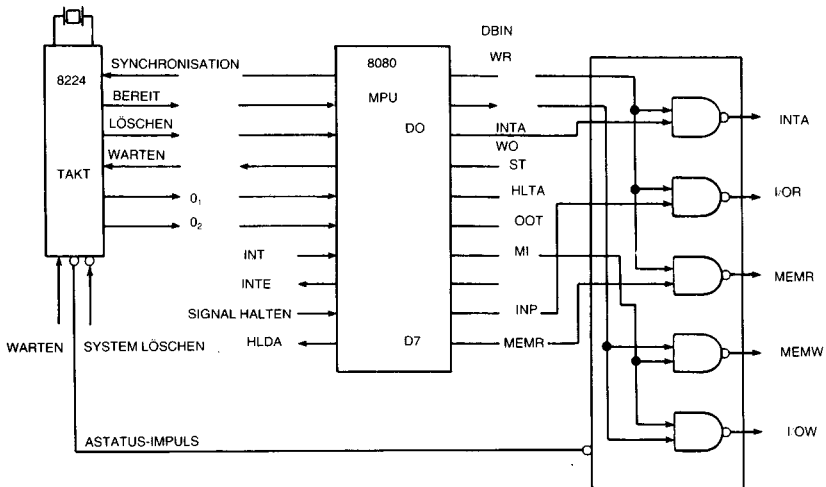 8224
TAKT
SYNCHRONISATION
BEREIT
LÖSCHEN
WARTEN
0₁
0₂
INT
INTE
SIGNAL HALTEN
HLDA
WARTEN
SYSTEM LÖSCHEN
ASTATUS-IMPULS
8080
MPU
DO
D7
DBIN
WR
INTA
WO
ST
HLTA
OOT
MI
INP
MEMR
INTA
I/OR
MEMR
MEMW
I/OW